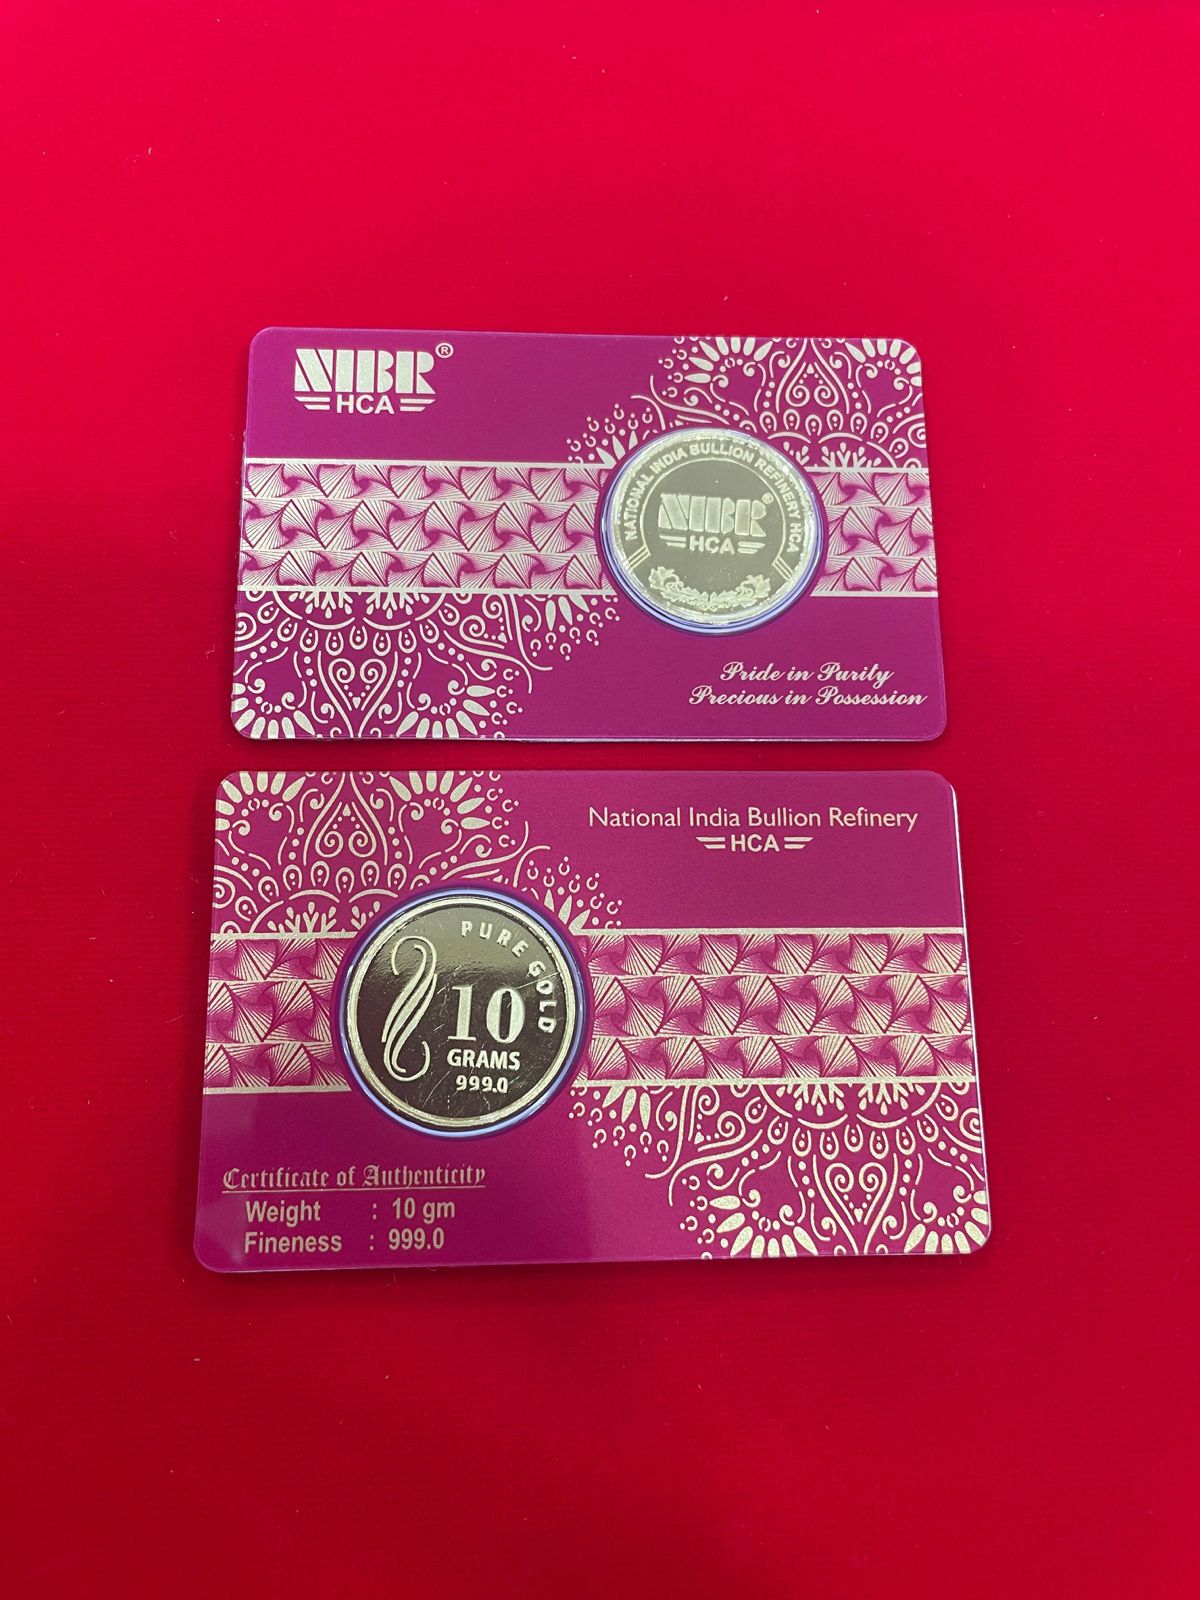 NIBR®
HCA
NATIONAL INDIA BULLION REFINERY HCA
NIBR®
HCA
Pride in Purity
Precious in Possession
National India Bullion Refinery
HCA
PURE GOLD
10
GRAMS
999.0
Certificate of Authenticity
Weight : 10 gm
Fineness : 999.0